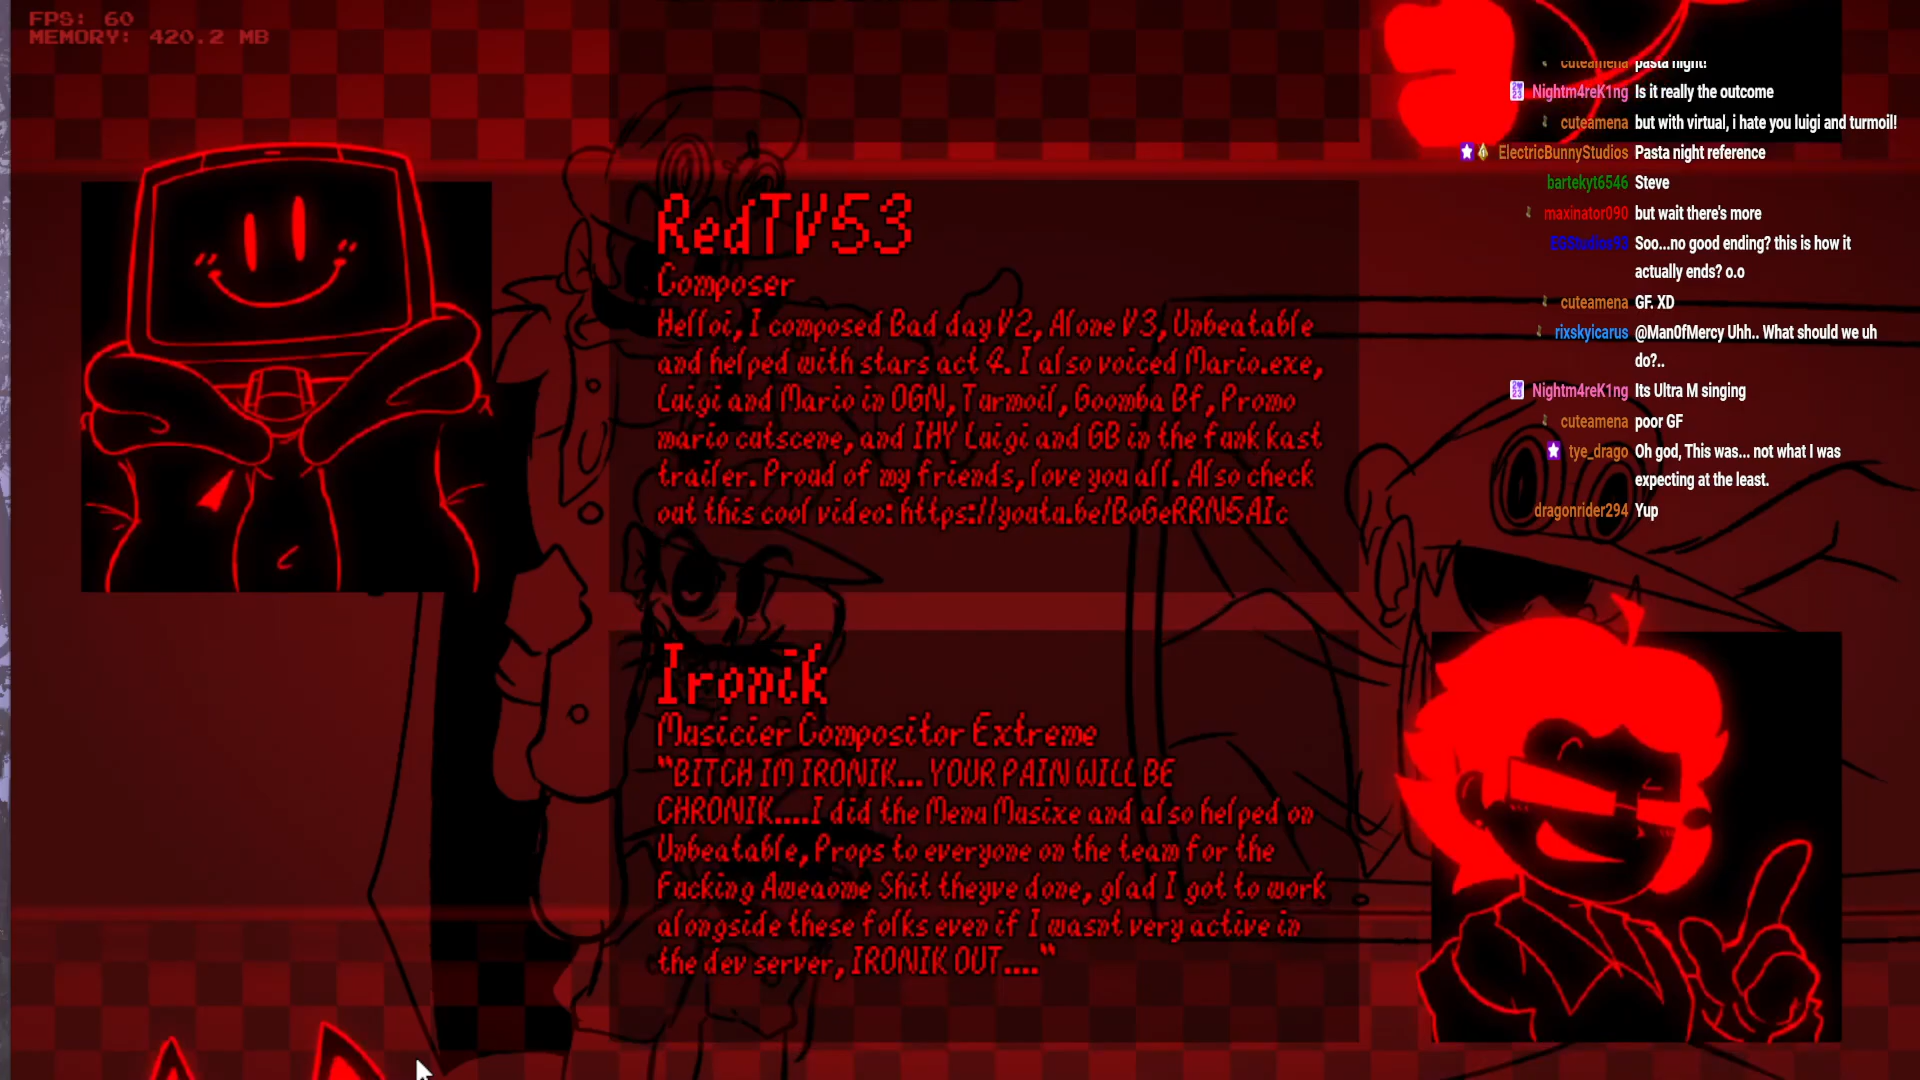 FPS: 60
MEMORY: 420.2 MB
RedTV53
Composer
Helloi, I composed Bad day V2, Alone V3, Unbeatable
and helped with stars act 4. I also voiced Mario.exe,
Luigi and Mario in OGN, Turmoil, Goomba Bf, Promo
mario cutscene, and IHY Luigi and GB in the funk kast
trailer. Proud of my friends, love you all. Also check
out this cool video: https://youtu.be/BoGeRRN5AIc
Ironik
Musicier Compositor Extreme
"BITCH IM IRONIK... YOUR PAIN WILL BE
CHRONIK....I did the Menu Musixe and also helped on
Unbeatable, Props to everyone on the team for the
Fucking Aweaome Shit theyve done, glad I got to work
alongside these folks even if I wasnt very active in
the dev server, IRONIK OUT...."
cuteamena pasta night!
Nightm4reK1ng Is it really the outcome
cuteamena but with virtual, i hate you luigi and turmoil!
ElectricBunnyStudios Pasta night reference
bartekyt6546 Steve
maxinator090 but wait there's more
EGStudios93 Soo...no good ending? this is how it
actually ends? o.o
cuteamena GF. XD
rixskyicarus @ManOfMercy Uhh.. What should we uh
do?..
Nightm4reK1ng Its Ultra M singing
cuteamena poor GF
tye_drago Oh god, This was... not what I was
expecting at the least.
dragonrider294 Yup